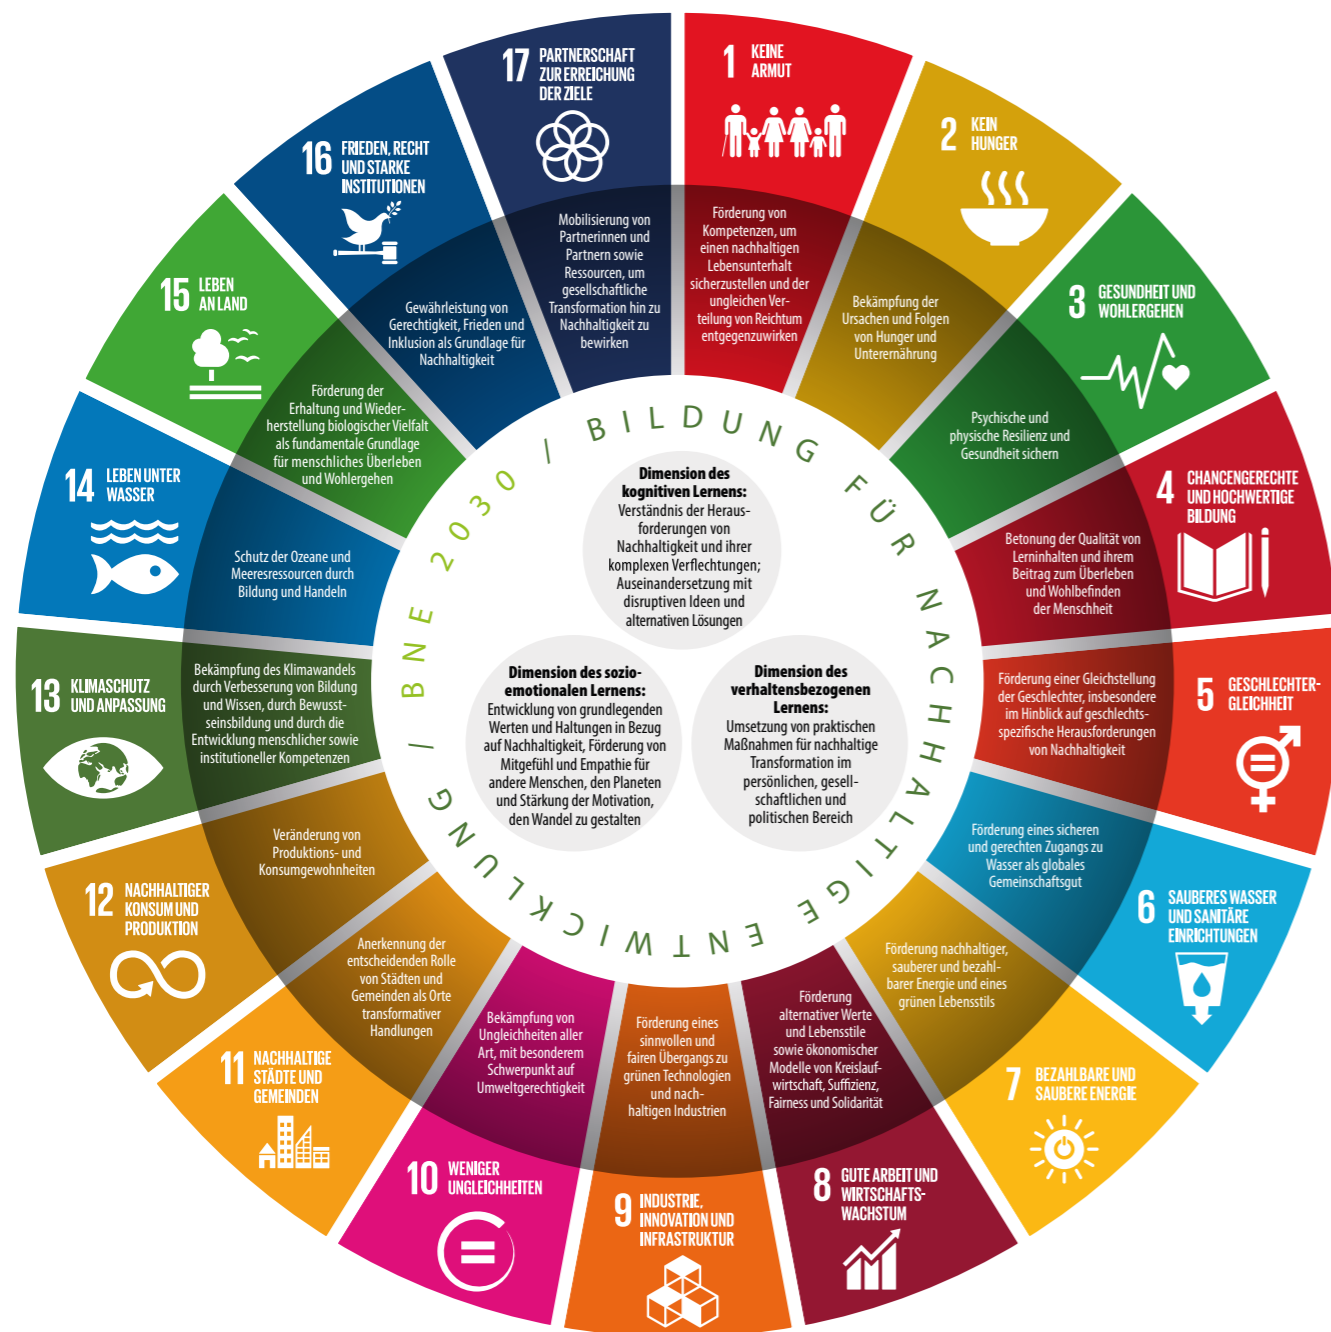 1 KEINE
ARMUT
Förderung von
Kompetenzen, um
einen nachhaltigen
Lebensunterhalt
sicherzustellen und der
ungleichen Ver-
teilung von Reichtum
entgegenzuwirken
2 KEIN
HUNGER
Bekämpfung der
Ursachen und Folgen
von Hunger und
Unterernährung
3 GESUNDHEIT UND
WOHLERGEHEN
Psychische und
physische Resilienz und
Gesundheit sichern
4 CHANCENGERECHTE
UND HOCHWERTIGE
BILDUNG
Betonung der Qualität von
Lerninhalten und ihrem
Beitrag zum Überleben
und Wohlbefinden
der Menschheit
5 GESCHLECHTER-
GLEICHHEIT
Förderung einer Gleichstellung
der Geschlechter, insbesondere
im Hinblick auf geschlechts-
spezifische Herausforderungen
von Nachhaltigkeit
6 SAUBERES WASSER
UND SANITÄRE
EINRICHTUNGEN
Förderung eines sicheren
und gerechten Zugangs zu
Wasser als globales
Gemeinschaftsgut
7 BEZAHLBARE UND
SAUBERE ENERGIE
Förderung nachhaltiger,
sauberer und bezahl-
barer Energie und eines
grünen Lebensstils
8 GUTE ARBEIT UND
WIRTSCHAFTS-
WACHSTUM
Förderung
alternativer Werte
und Lebensstile
sowie ökonomischer
Modelle von Kreislauf-
wirtschaft, Suffizienz,
Fairness und Solidarität
9 INDUSTRIE,
INNOVATION UND
INFRASTRUKTUR
Förderung eines
sinnvollen und
fairen Übergangs zu
grünen Technologien
und nach-
haltigen Industrien
10 WENIGER
UNGLEICHHEITEN
Bekämpfung von
Ungleichheiten aller
Art, mit besonderem
Schwerpunkt auf
Umweltgerechtigkeit
11 NACHHALTIGE
STÄDTE UND
GEMEINDEN
Anerkennung der
entscheidenden Rolle
von Städten und
Gemeinden als Orte
transformativer
Handlungen
12 NACHHALTIGER
KONSUM UND
PRODUKTION
Veränderung von
Produktions- und
Konsumgewohnheiten
13 KLIMASCHUTZ
UND ANPASSUNG
Bekämpfung des Klimawandels
durch Verbesserung von Bildung
und Wissen, durch Bewusst-
seinsbildung und durch die
Entwicklung menschlicher sowie
institutioneller Kompetenzen
14 LEBEN UNTER
WASSER
Schutz der Ozeane und
Meeresressourcen durch
Bildung und Handeln
15 LEBEN
AN LAND
Förderung der
Erhaltung und Wieder-
herstellung biologischer Vielfalt
als fundamentale Grundlage
für menschliches Überleben
und Wohlergehen
16 FRIEDEN, RECHT
UND STARKE
INSTITUTIONEN
Gewährleistung von
Gerechtigkeit, Frieden und
Inklusion als Grundlage für
Nachhaltigkeit
17 PARTNERSCHAFT
ZUR ERREICHUNG
DER ZIELE
Mobilisierung von
Partnerinnen und
Partnern sowie
Ressourcen, um
gesellschaftliche
Transformation hin zu
Nachhaltigkeit zu
bewirken
/ BNE 2030 / BILDUNG FÜR NACHHALTIGE ENTWICKLUNG
Dimension des
kognitiven Lernens:
Verständnis der Heraus-
forderungen von
Nachhaltigkeit und ihrer
komplexen Verflechtungen;
Auseinandersetzung mit
disruptiven Ideen und
alternativen Lösungen
Dimension des sozio-
emotionalen Lernens:
Entwicklung von grundlegenden
Werten und Haltungen in Bezug
auf Nachhaltigkeit, Förderung von
Mitgefühl und Empathie für
andere Menschen, den Planeten
und Stärkung der Motivation,
den Wandel zu gestalten
Dimension des
verhaltensbezogenen
Lernens:
Umsetzung von praktischen
Maßnahmen für nachhaltige
Transformation im
persönlichen, gesell-
schaftlichen und
politischen Bereich